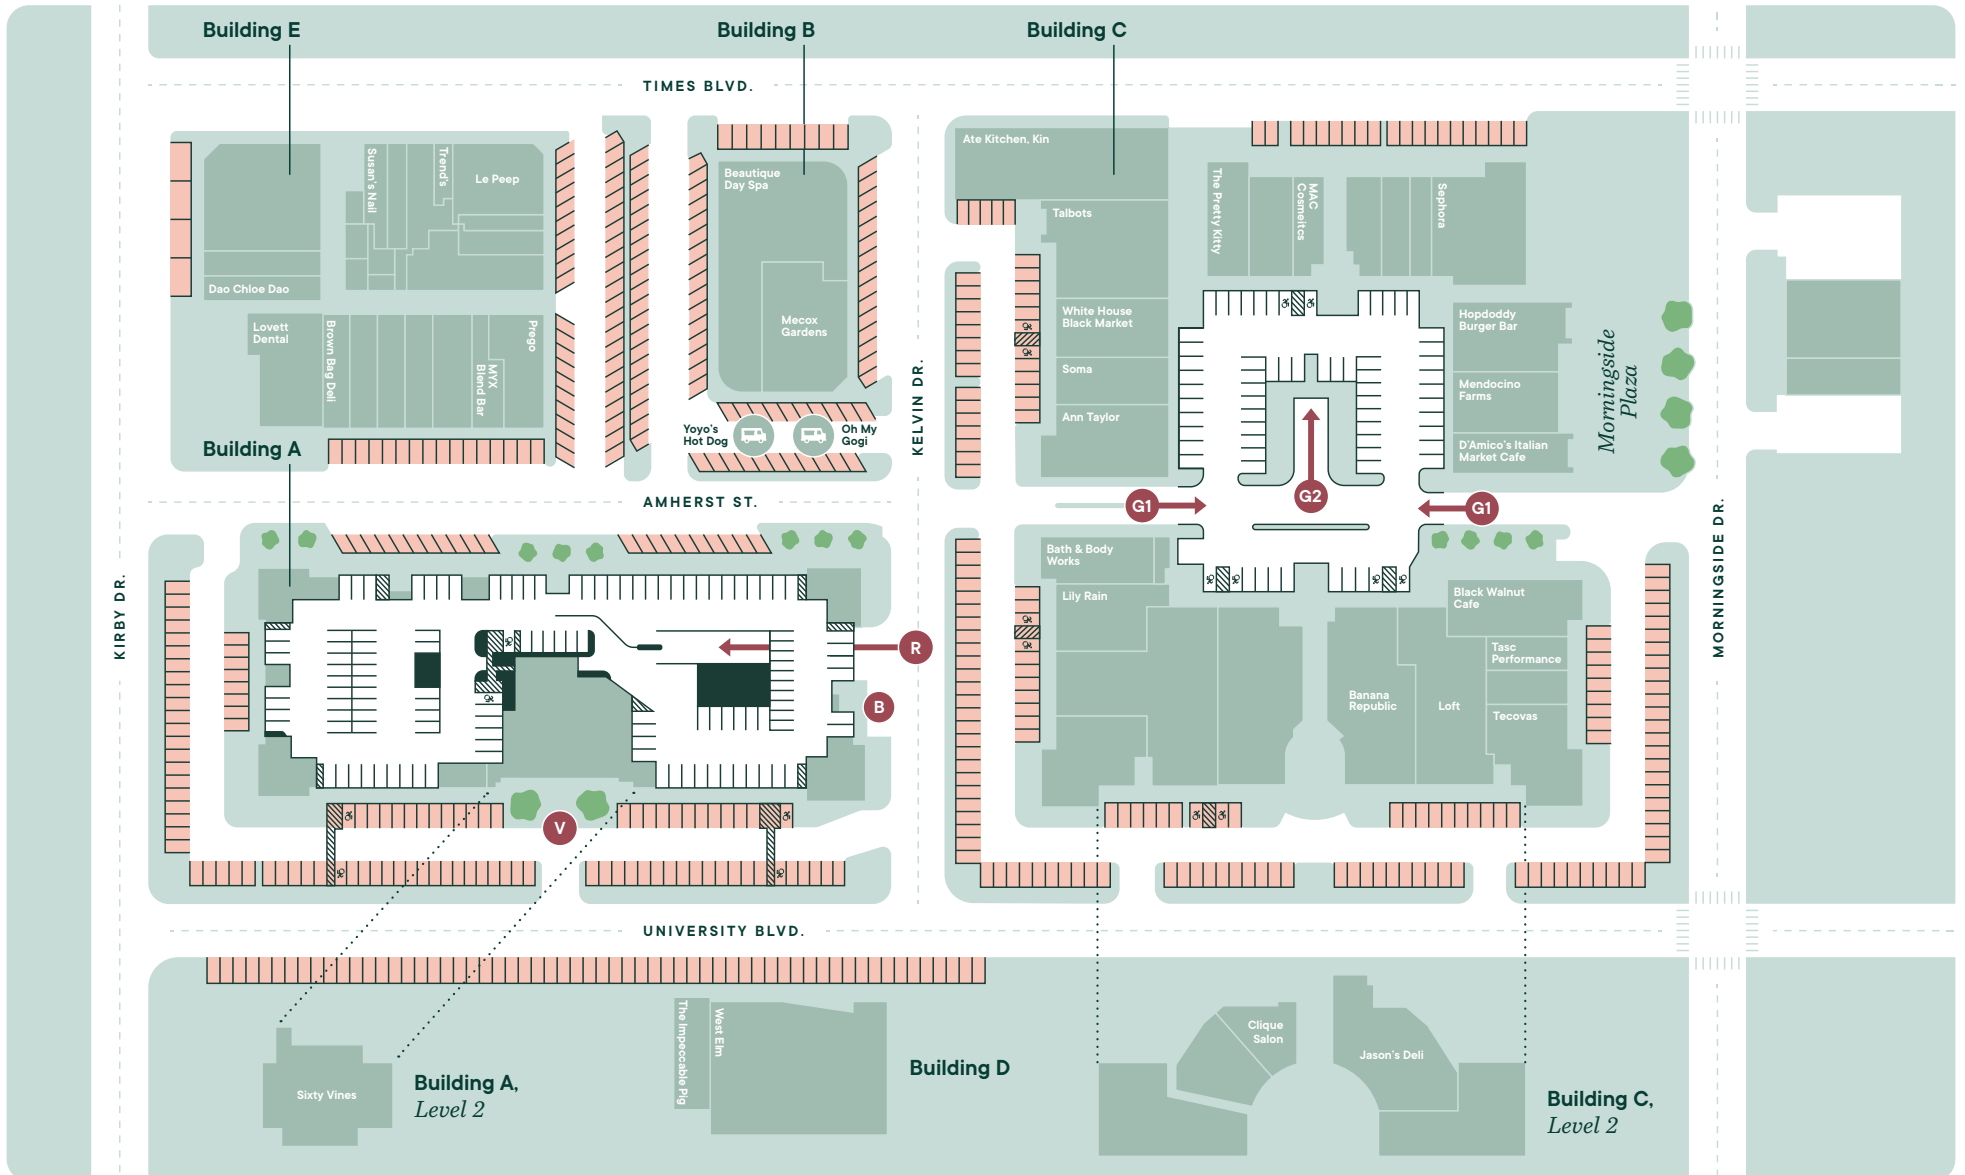 Building E
Building B
Building C
TIMES BLVD.
Susan's Nail
Trend's
Le Peep
Dao Chloe Dao
Lovett
Dental
Brown Bag Deli
MYX
Blend Bar
Prego
Beautique
Day Spa
Mecox
Gardens
Yoyo's
Hot Dog
Oh My
Gogi
KELVIN DR.
Ate Kitchen, Kin
Talbots
White House
Black Market
Soma
Ann Taylor
The Pretty Kitty
MAC
Cosmeitcs
Sephora
Hopdoddy
Burger Bar
Mendocino
Farms
D'Amico's Italian
Market Cafe
Morningside
Plaza
G1
G2
G1
Building A
AMHERST ST.
KIRBY DR.
MORNINGSIDE DR.
R
B
V
Bath & Body
Works
Lily Rain
Black Walnut
Cafe
Tasc
Performance
Banana
Republic
Loft
Tecovas
UNIVERSITY BLVD.
Sixty Vines
Building A,
Level 2
The Impeccable Pig
West Elm
Building D
Clique
Salon
Jason's Deli
Building C,
Level 2